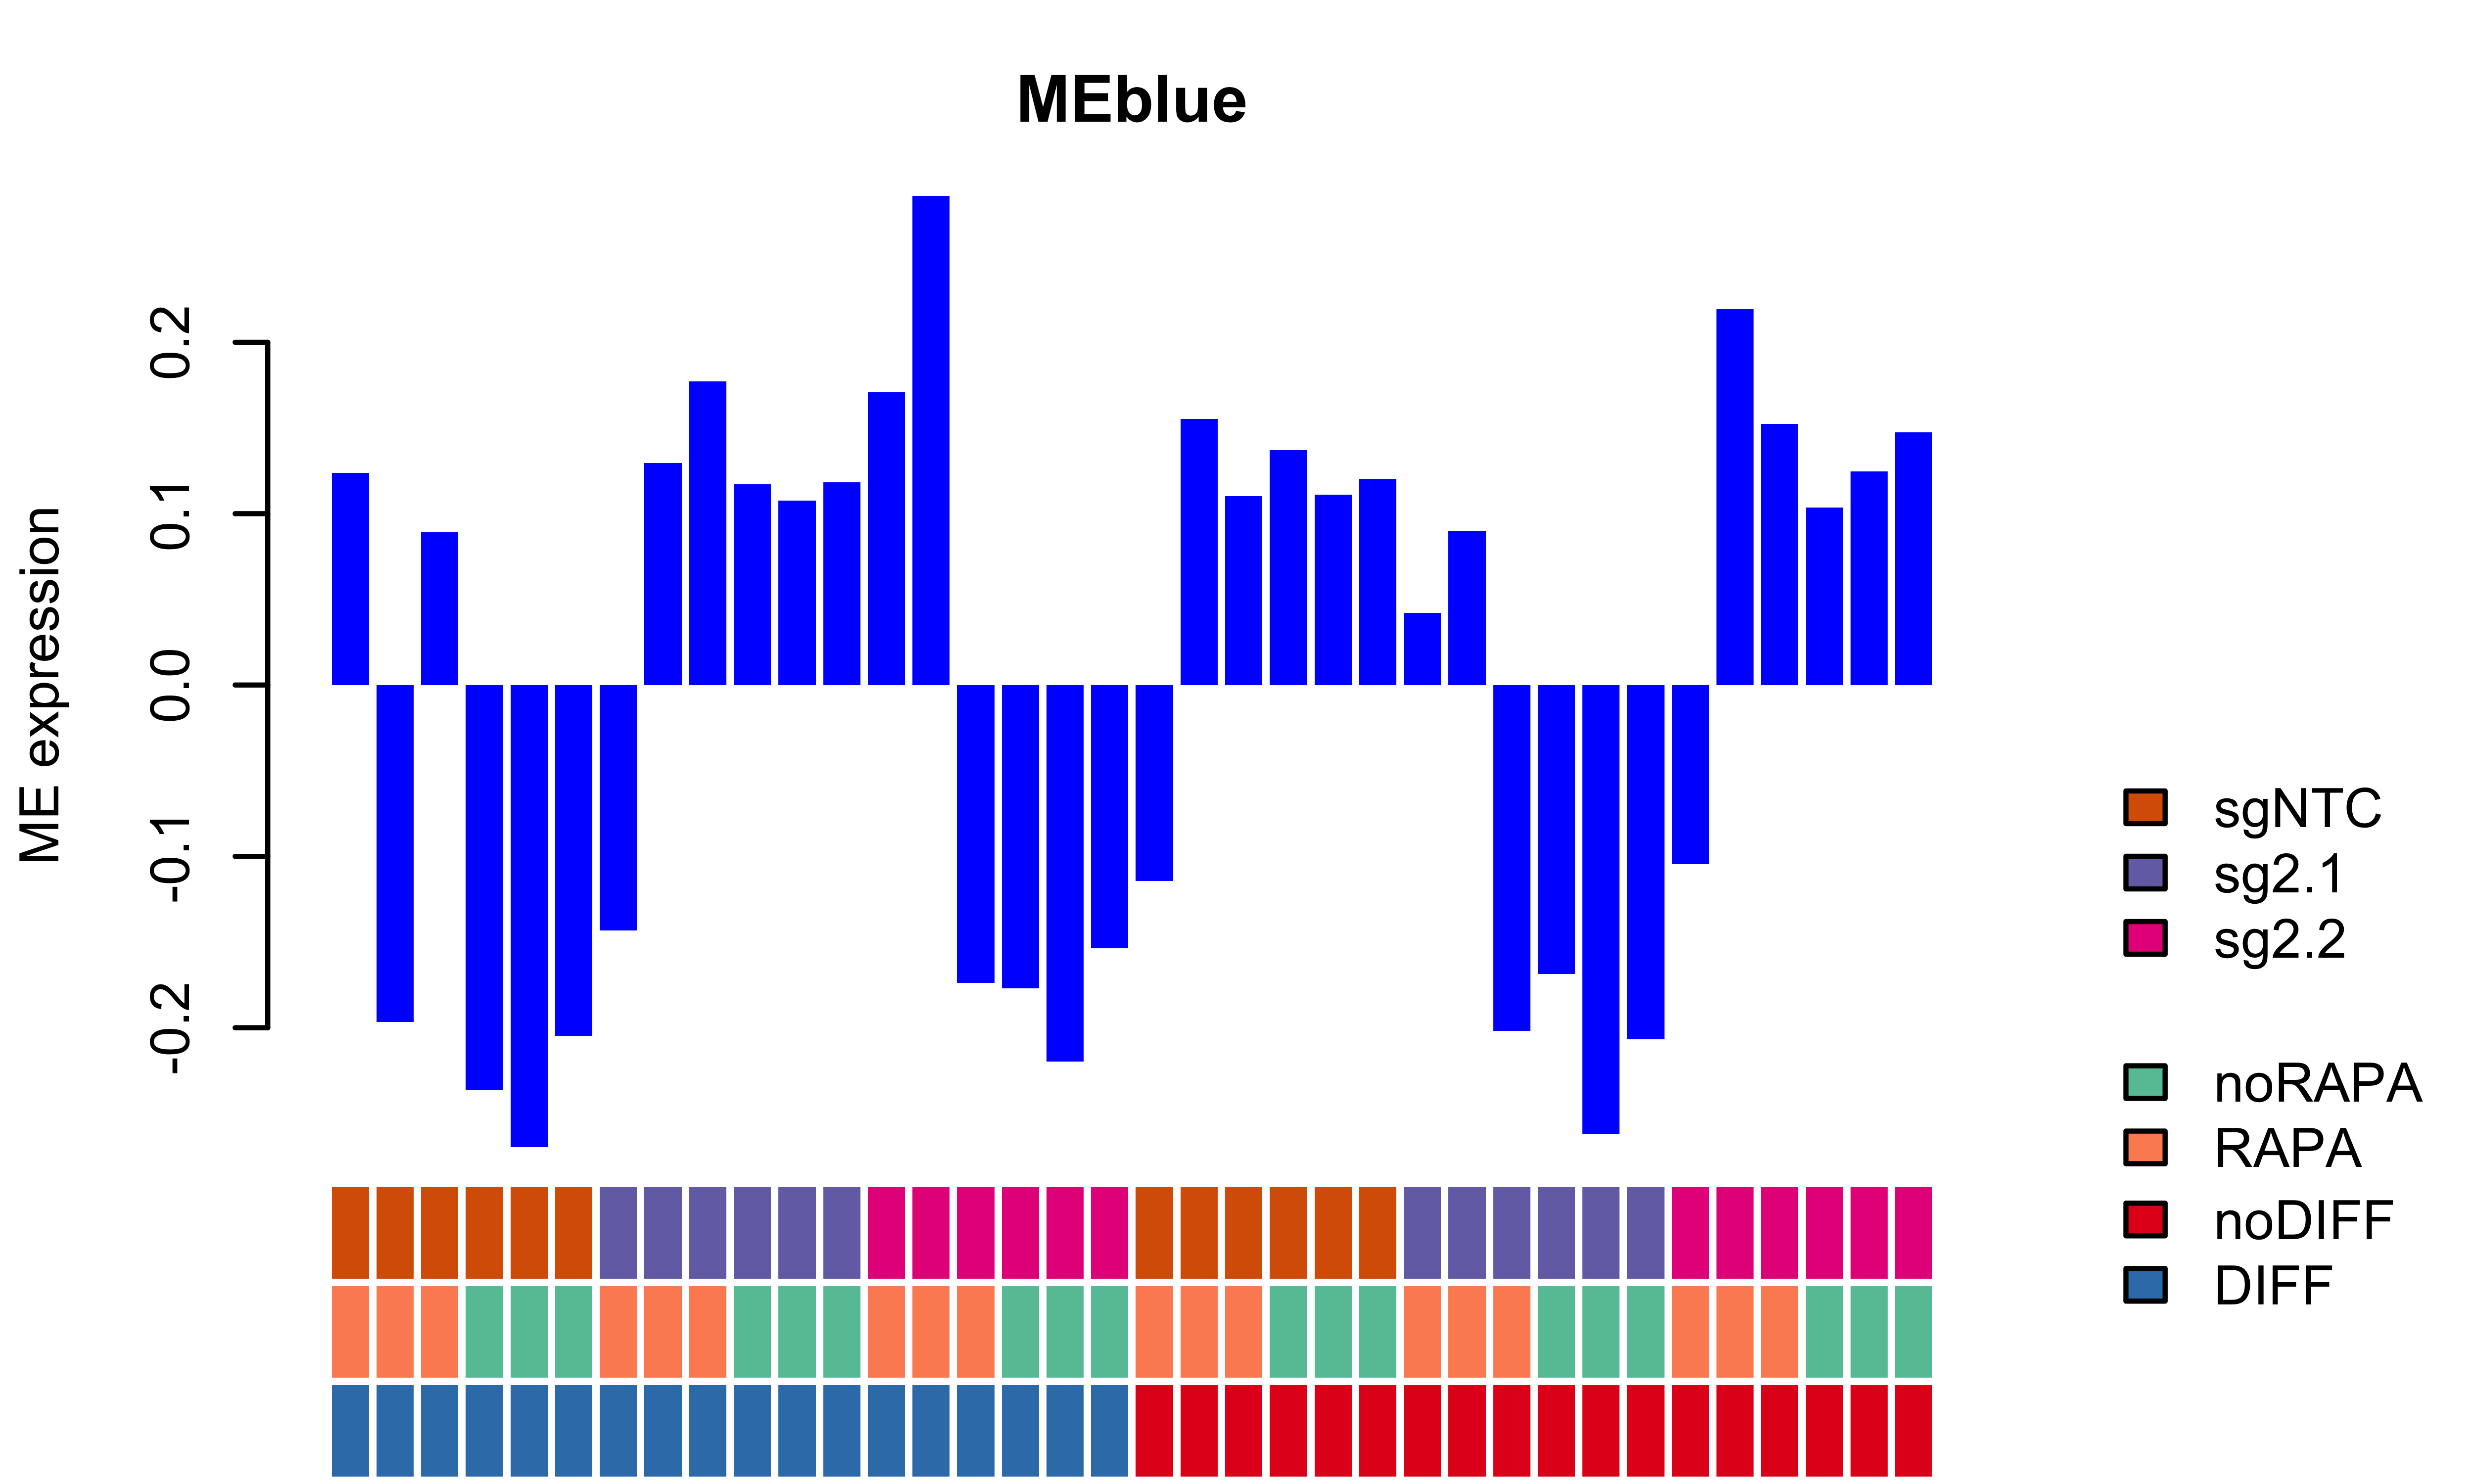 MEblue
ME expression
0.2
0.1
0.0
-0.1
-0.2
sgNTC
sg2.1
sg2.2
noRAPA
RAPA
noDIFF
DIFF